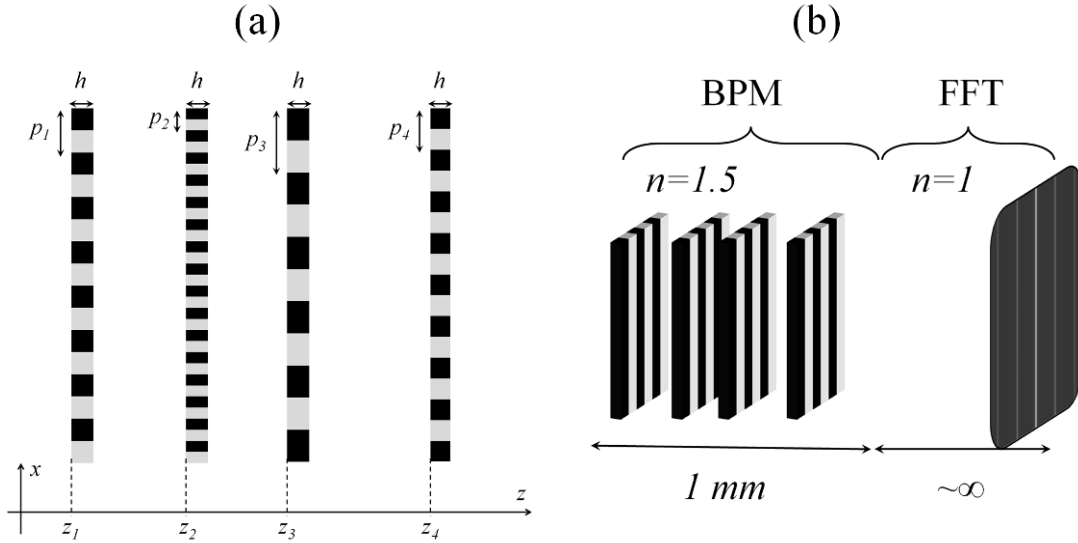 (a)
h h h h
p1 p2 p3 p4
x
z
z1 z2 z3 z4
(b)
BPM FFT
n=1.5 n=1
1 mm ~∞